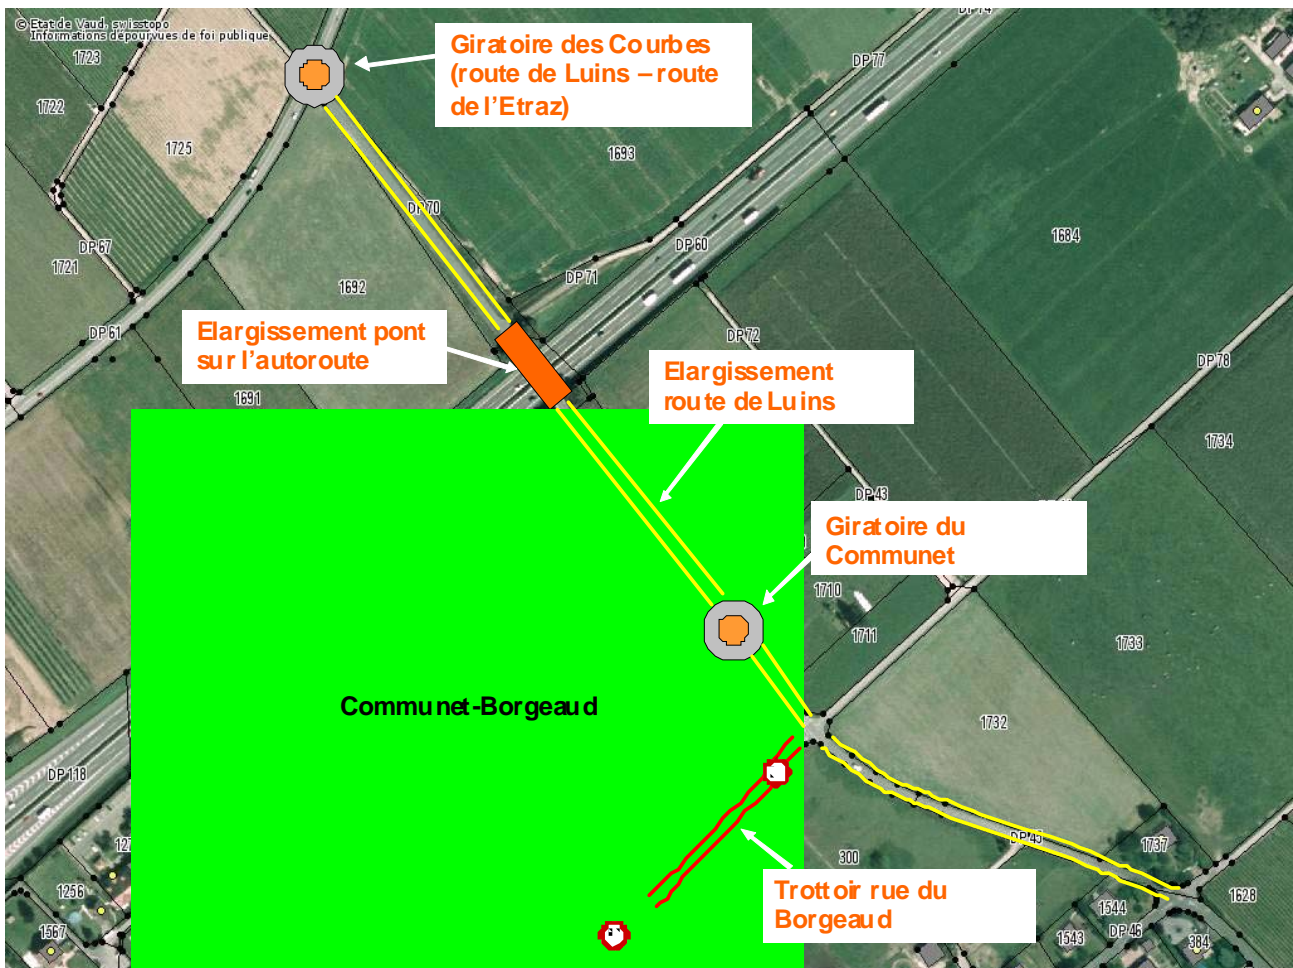 © Etat de Vaud, swisstopo
Informations dépourvues de foi publique
DP 74
1723
Giratoire des Courbes
(route de Luins – route
de l'Etraz)
DP 77
1722
1725
1693
DP 70
DP 67
1721
DP 60
1684
DP 71
1692
DP 61
Elargissement pont
sur l'autoroute
DP 72
Elargissement
route de Luins
DP 78
1691
1734
DP 43
Giratoire du
Communet
1710
1711
1733
Communet-Borgeaud
1732
DP 118
DP 45
1737
300
1256
Trottoir rue du
Borgeaud
1628
1544
1567
1543
DP 46
384